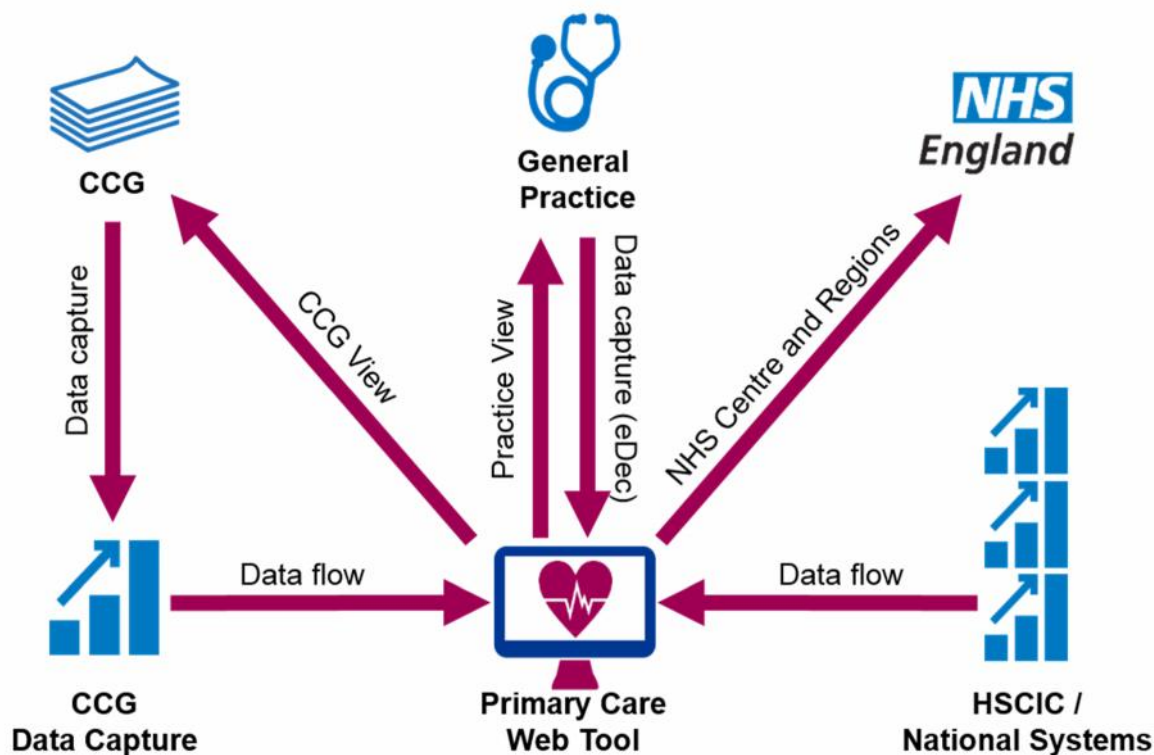 CCG
General
Practice
NHS
England
Data capture
CCG View
Practice View
Data capture (eDec)
NHS Centre and Regions
Data flow
Data flow
CCG
Data Capture
Primary Care
Web Tool
HSCIC /
National Systems